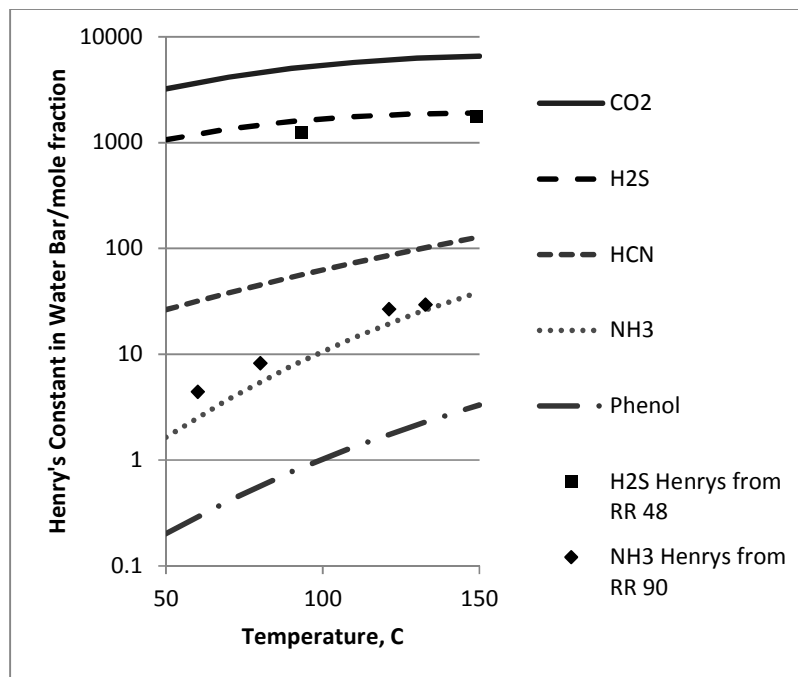 Henry's Constant in Water Bar/mole fraction
10000
1000
100
10
1
0.1
50
100
150
Temperature, C
CO2
H2S
HCN
NH3
Phenol
H2S Henrys from
RR 48
NH3 Henrys from
RR 90